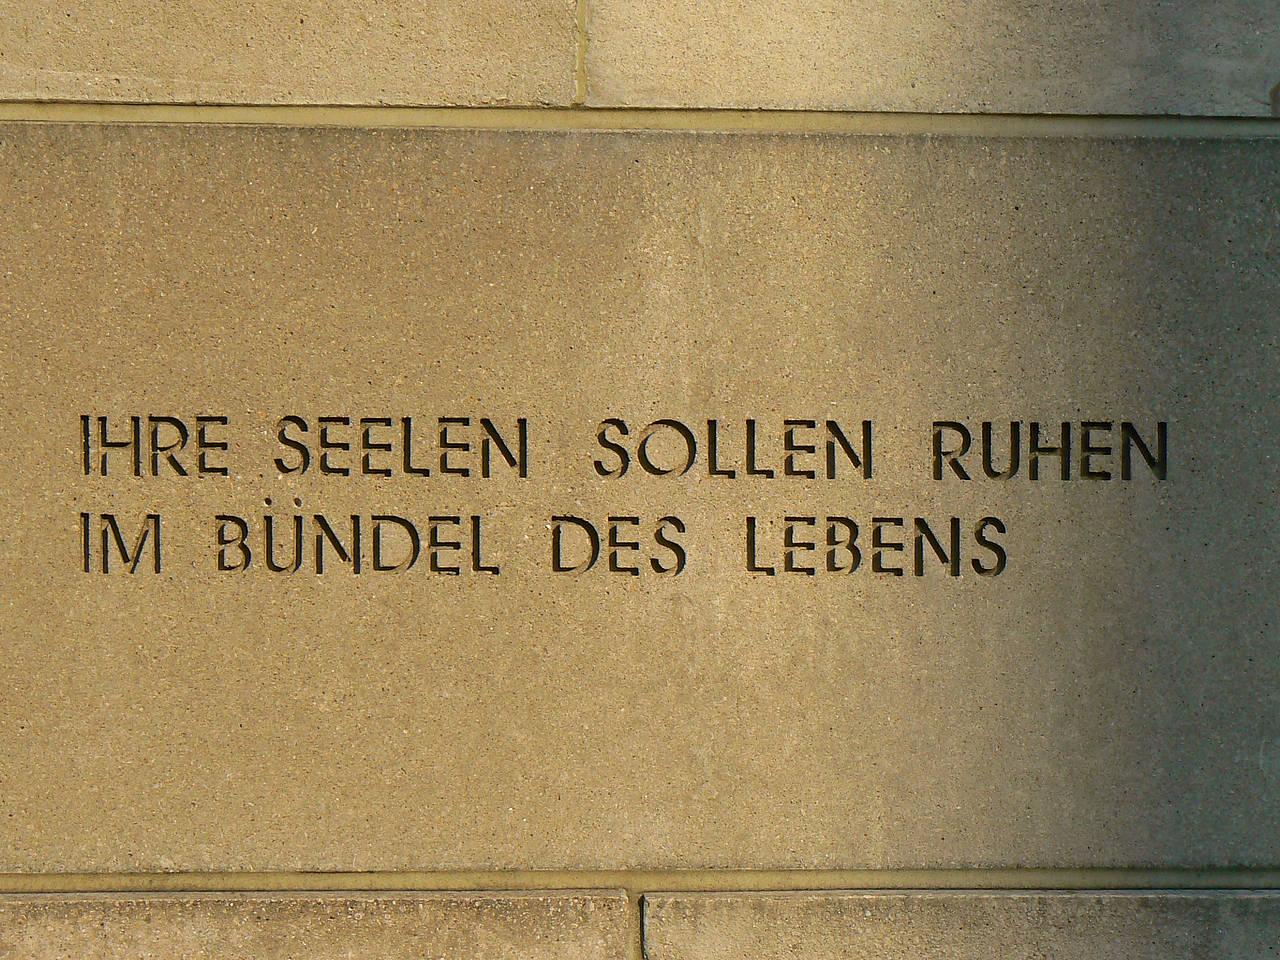 IHRE SEELEN SOLLEN RUHEN
IM BÜNDEL DES LEBENS